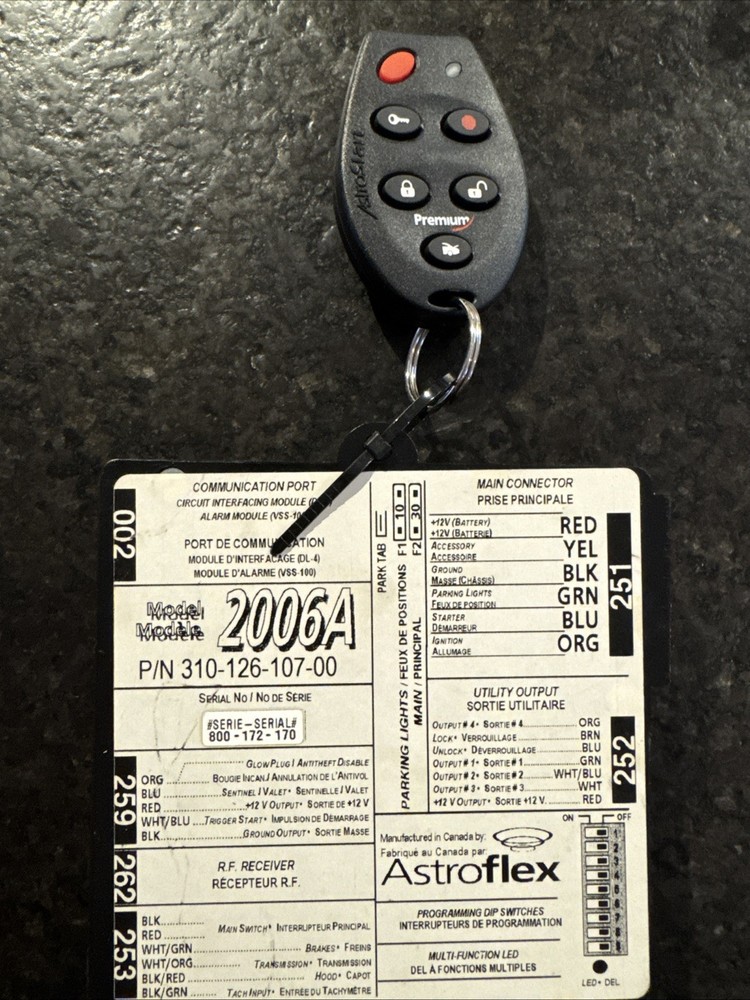 AstroStart
Premium
COMMUNICATION PORT
CIRCUIT INTERFACING MODULE
ALARM MODULE (VSS-100
PORT DE COMMUNICATION
MODULE D'INTERFAÇAGE (DL-4)
MODULE D'ALARME (VSS-100)
002
Model
Modèle
2006A
P/N 310-126-107-00
SERIAL NO / NO DE SÉRIE
#SERIE-SERIAL#
800 - 172 - 170
259
GLOW PLUG / ANTITHEFT DISABLE
ORG BOUGIE INCAN./ ANNULATION DE L'ANTIVOL
BLU SENTINEL / VALET • SENTINELLE / VALET
RED +12 V OUTPUT • SORTIE DE +12 V
WHT/BLU TRIGGER START • IMPULSION DE DÉMARRAGE
BLK GROUND OUTPUT • SORTIE MASSE
262
R.F. RECEIVER
RÉCEPTEUR R.F.
253
BLK
RED MAIN SWITCH • INTERRUPTEUR PRINCIPAL
WHT/GRN BRAKES • FREINS
WHT/ORG TRANSMISSION • TRANSMISSION
BLK/RED HOOD • CAPOT
BLK/GRN TACH INPUT • ENTRÉE DU TACHYMÈTRE
PARK TAB
F1 10
F2 30
PARKING LIGHTS / FEUX DE POSITIONS
MAIN / PRINCIPAL
MAIN CONNECTOR
PRISE PRINCIPALE
+12V (BATTERY)
+12V (BATTERIE) RED
ACCESSORY
ACCESSOIRE YEL
GROUND
MASSE (CHÂSSIS) BLK
PARKING LIGHTS
FEUX DE POSITION GRN
STARTER
DÉMARREUR BLU
IGNITION
ALLUMAGE ORG
251
UTILITY OUTPUT
SORTIE UTILITAIRE
OUTPUT # 4 • SORTIE # 4 ORG
LOCK • VERROUILLAGE BRN
UNLOCK • DÉVERROUILLAGE BLU
OUTPUT # 1 • SORTIE # 1 GRN
OUTPUT # 2 • SORTIE # 2 WHT/BLU
OUTPUT # 3 • SORTIE # 3 WHT
+12 V OUTPUT • SORTIE +12 V RED
252
Manufactured in Canada by:
Fabriqué au Canada par:
Astroflex
ON OFF
1
2
3
4
5
6
7
8
9
PROGRAMMING DIP SWITCHES
INTERRUPTEURS DE PROGRAMMATION
MULTI-FUNCTION LED
DEL À FONCTIONS MULTIPLES
LED • DEL